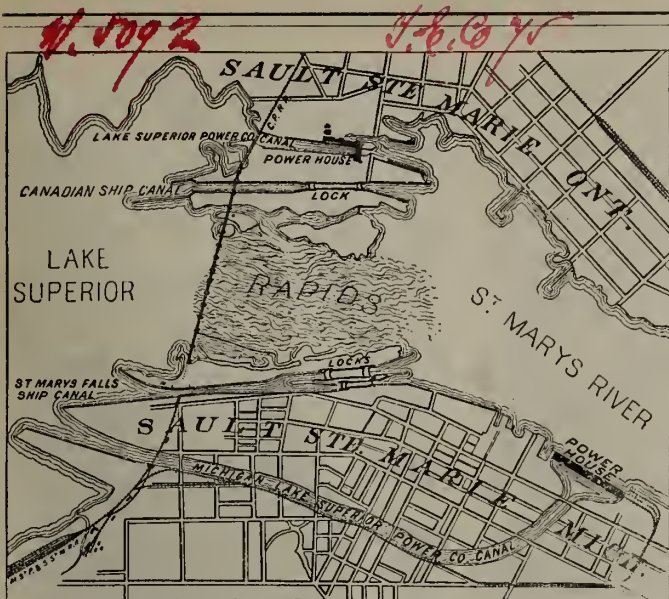 W. 5092
SAULT STE. MARIE ONT.
C.P.R.R.
LAKE SUPERIOR POWER CO. CANAL
POWER HOUSE
CANADIAN SHIP CANAL
LOCK
LAKE
SUPERIOR
RAPIDS
ST. MARYS RIVER
LOCKS
ST MARYS FALLS
SHIP CANAL
SAULT STE. MARIE MICH.
POWER
HOUSE
MICHIGAN LAKE SUPERIOR POWER CO. CANAL